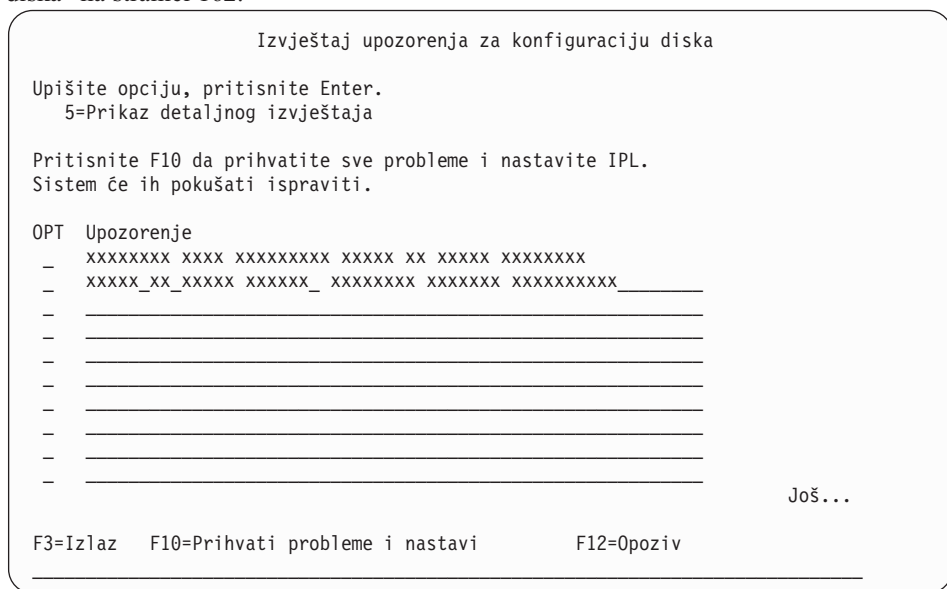 diska" na stranici 162.
Izvještaj upozorenja za konfiguraciju diska
Upišite opciju, pritisnite Enter.
5=Prikaz detaljnog izvještaja
Pritisnite F10 da prihvatite sve probleme i nastavite IPL.
Sistem će ih pokušati ispraviti.
OPT Upozorenje
_ xxxxxxxx xxxx xxxxxxxxx xxxxx xx xxxxx xxxxxxxx
_ xxxxx_xx_xxxxx xxxxxx_ xxxxxxxx xxxxxxx xxxxxxxxxx________
Još...
F3=Izlaz F10=Prihvati probleme i nastavi F12=Opoziv